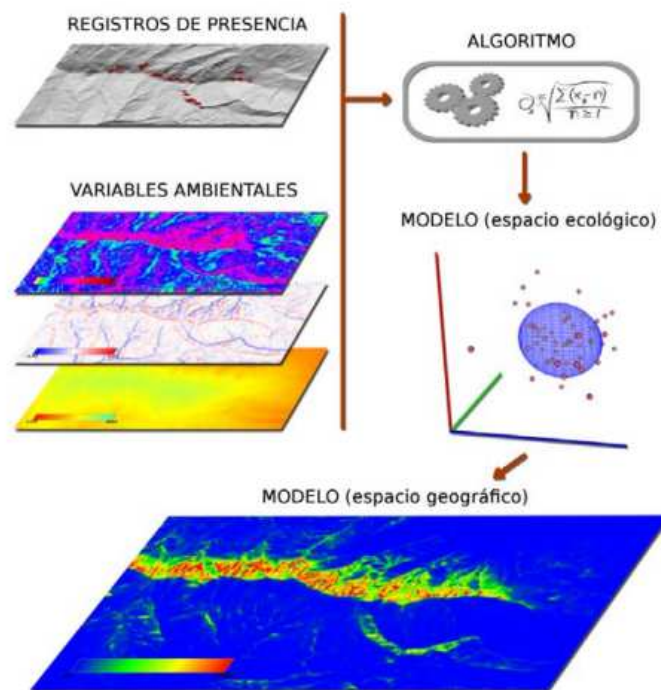 REGISTROS DE PRESENCIA
ALGORITMO
VARIABLES AMBIENTALES
MODELO (espacio ecológico)
MODELO (espacio geográfico)